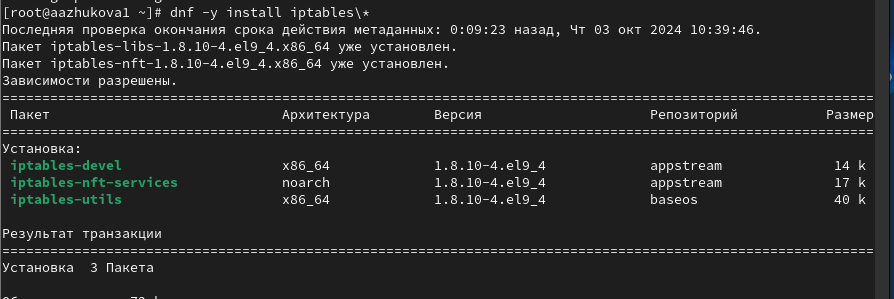 [root@aazhukova1 ~]# dnf -y install iptables\*
Последняя проверка окончания срока действия метаданных: 0:09:23 назад, Чт 03 окт 2024 10:39:46.
Пакет iptables-libs-1.8.10-4.el9_4.x86_64 уже установлен.
Пакет iptables-nft-1.8.10-4.el9_4.x86_64 уже установлен.
Зависимости разрешены.
Пакет Архитектура Версия Репозиторий Размер
Установка:
iptables-devel x86_64 1.8.10-4.el9_4 appstream 14 k
iptables-nft-services noarch 1.8.10-4.el9_4 appstream 17 k
iptables-utils x86_64 1.8.10-4.el9_4 baseos 40 k
Результат транзакции
Установка 3 Пакета